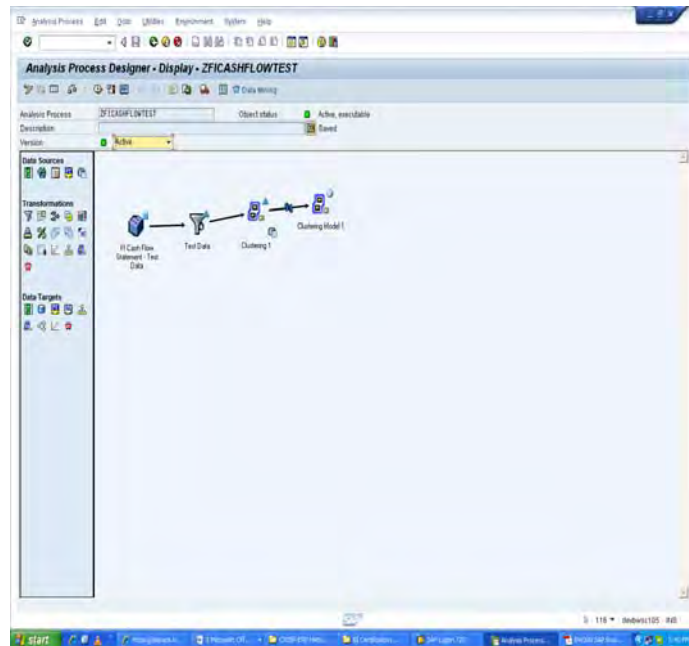 Analysis Process Edit Goto Utilities Environment System Help
Analysis Process Designer - Display - ZFICASHFLOWTEST
Data Mining
Analysis Process ZFICASHFLOWTEST Object status Active, executable
Description Saved
Version Active
Data Sources
Transformations
Data Targets
FI Cash Flow
Statement - Test
Data
Test Data
Clustering 1
Clustering Model 1
start